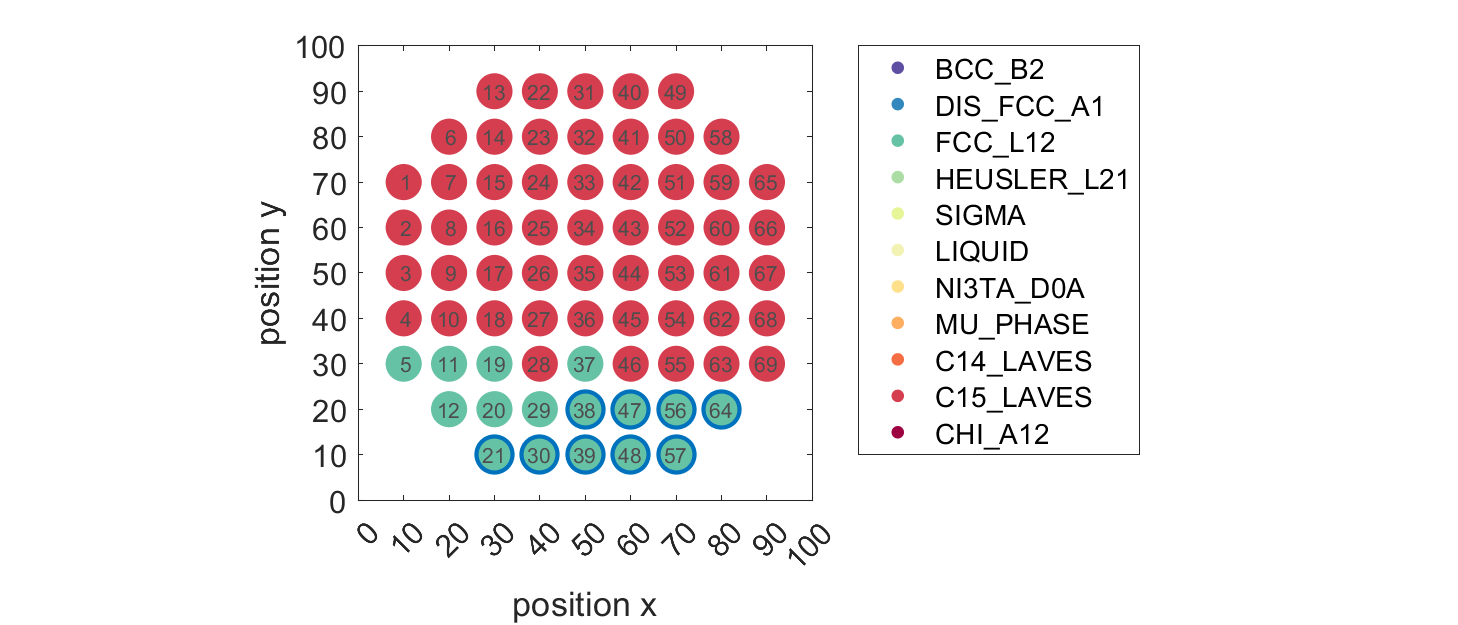 100
90 13 22 31 40 49
80 6 14 23 32 41 50 58
70 1 7 15 24 33 42 51 59 65
60 2 8 16 25 34 43 52 60 66
50 3 9 17 26 35 44 53 61 67
40 4 10 18 27 36 45 54 62 68
30 5 11 19 28 37 46 55 63 69
20 12 20 29 38 47 56 64
10 21 30 39 48 57
0
position y
0 10 20 30 40 50 60 70 80 90 100
position x
BCC_B2
DIS_FCC_A1
FCC_L12
HEUSLER_L21
SIGMA
LIQUID
NI3TA_D0A
MU_PHASE
C14_LAVES
C15_LAVES
CHI_A12